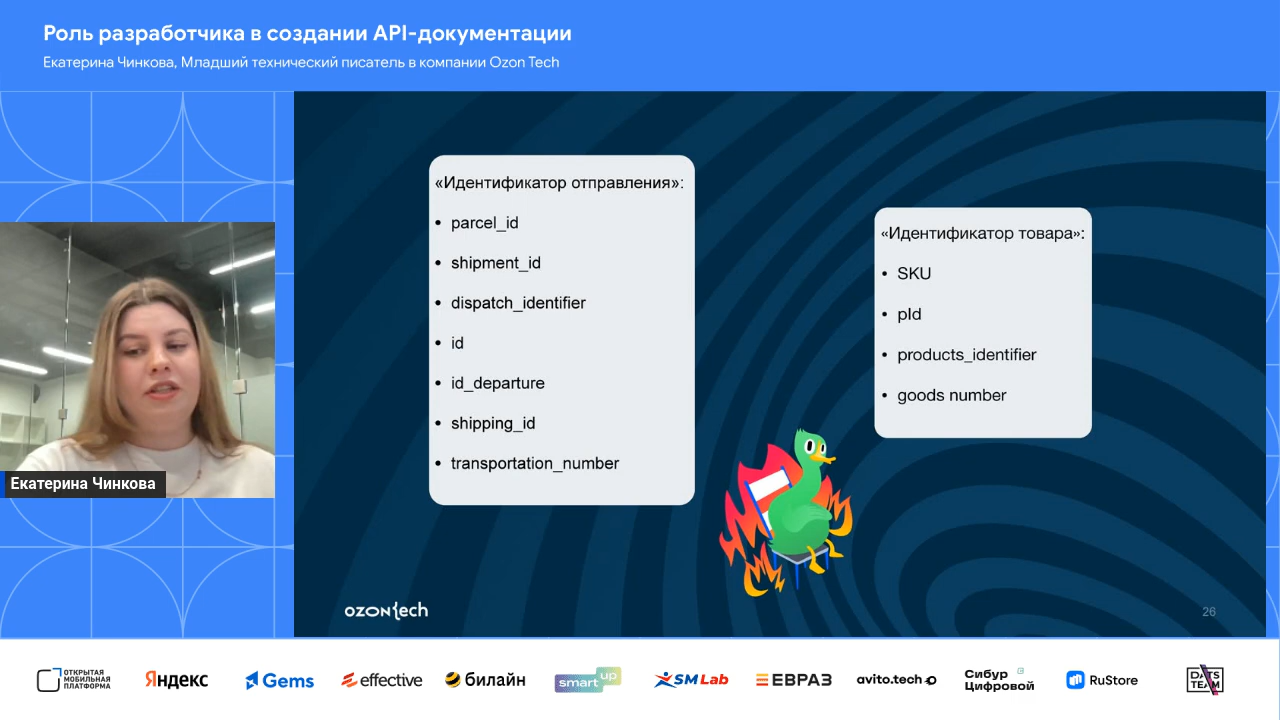 Роль разработчика в создании API-документации
Екатерина Чинкова, Младший технический писатель в компании Ozon Tech
«Идентификатор отправления»:
• parcel_id
• shipment_id
• dispatch_identifier
• id
• id_departure
• shipping_id
• transportation_number
«Идентификатор товара»:
• SKU
• pId
• products_identifier
• goods number
Екатерина Чинкова
ozon{ech
26
ОТКРЫТАЯ
МОБИЛЬНАЯ
ПЛАТФОРМА
Яндекс
Gems
effective
билайн
smart up
SM Lab
ЕВРАЗ
avito.tech
Сибур
Цифровой
RuStore
DATS
TEAM